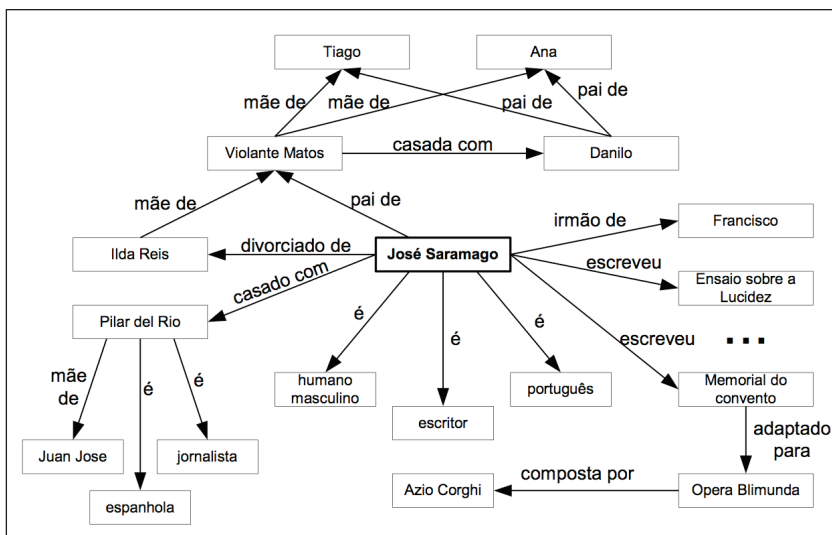 Tiago
Ana
mãe de
mãe de
pai de
pai de
Violante Matos
casada com
Danilo
mãe de
pai de
irmão de
Francisco
Ilda Reis
divorciado de
José Saramago
escreveu
Ensaio sobre a
Lucidez
casado com
Pilar del Rio
é
é
é
escreveu
...
mãe
de
é
é
humano
masculino
português
Memorial do
convento
escritor
adaptado
para
Juan Jose
jornalista
espanhola
Azio Corghi
composta por
Opera Blimunda